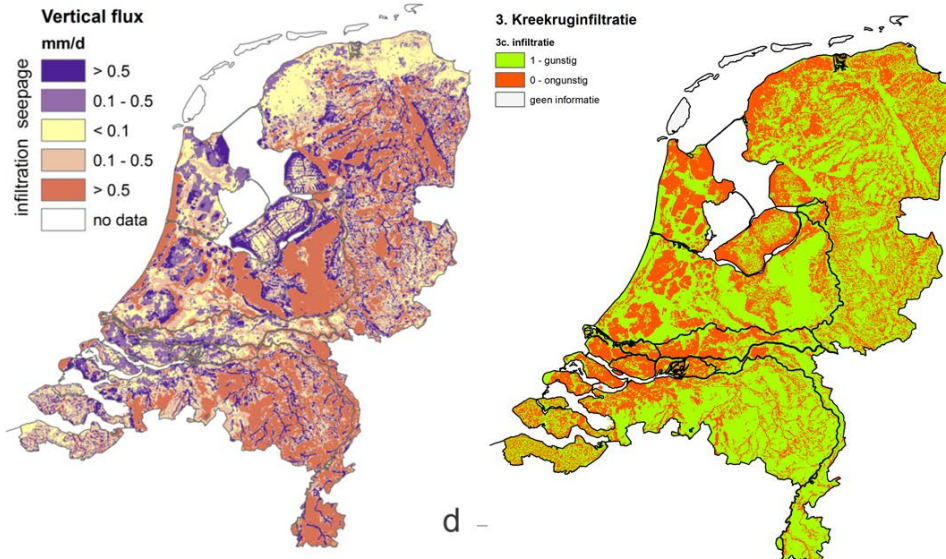 Vertical flux
mm/d
> 0.5
0.1 - 0.5
< 0.1
0.1 - 0.5
> 0.5
no data
infiltration seepage
d
3. Kreekruginfiltratie
3c. infiltratie
1 - gunstig
0 - ongunstig
geen informatie